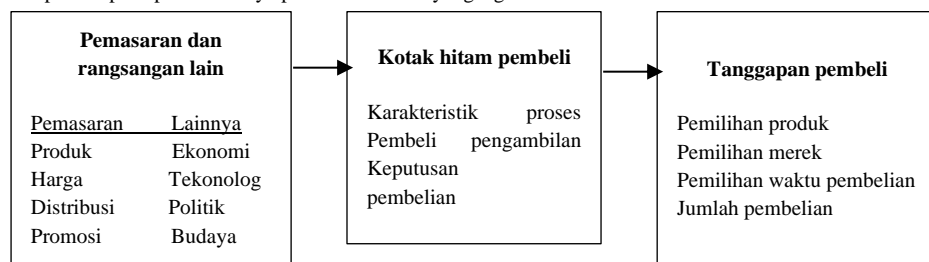 Pemasaran dan
rangsangan lain
Pemasaran Lainnya
Produk Ekonomi
Harga Tekonolog
Distribusi Politik
Promosi Budaya
Kotak hitam pembeli
Karakteristik proses
Pembeli pengambilan
Keputusan
pembelian
Tanggapan pembeli
Pemilihan produk
Pemilihan merek
Pemilihan waktu pembelian
Jumlah pembelian